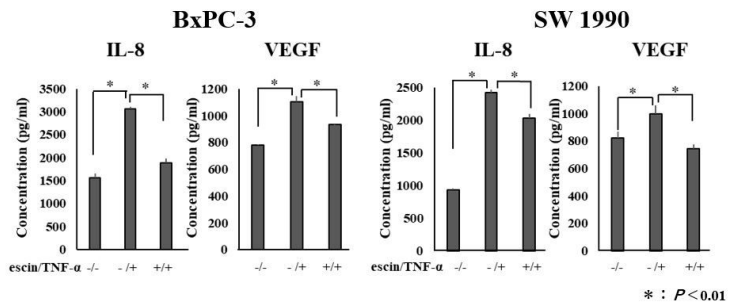 BxPC-3 SW 1990
IL-8 VEGF IL-8 VEGF
* * * * * * * *
Concentration (pg/ml) Concentration (pg/ml) Concentration (pg/ml) Concentration (pg/ml)
3500 1200 2500 1200
3000 1000 2000 1000
2500 800 1500 800
2000 600 1000 600
1500 400 500 400
1000 200 0 200
500 0 0
0
escin/TNF-α -/- - /+ +/+ -/- - /+ +/+ -/- - /+ +/+ -/- - /+ +/+
* : P < 0.01